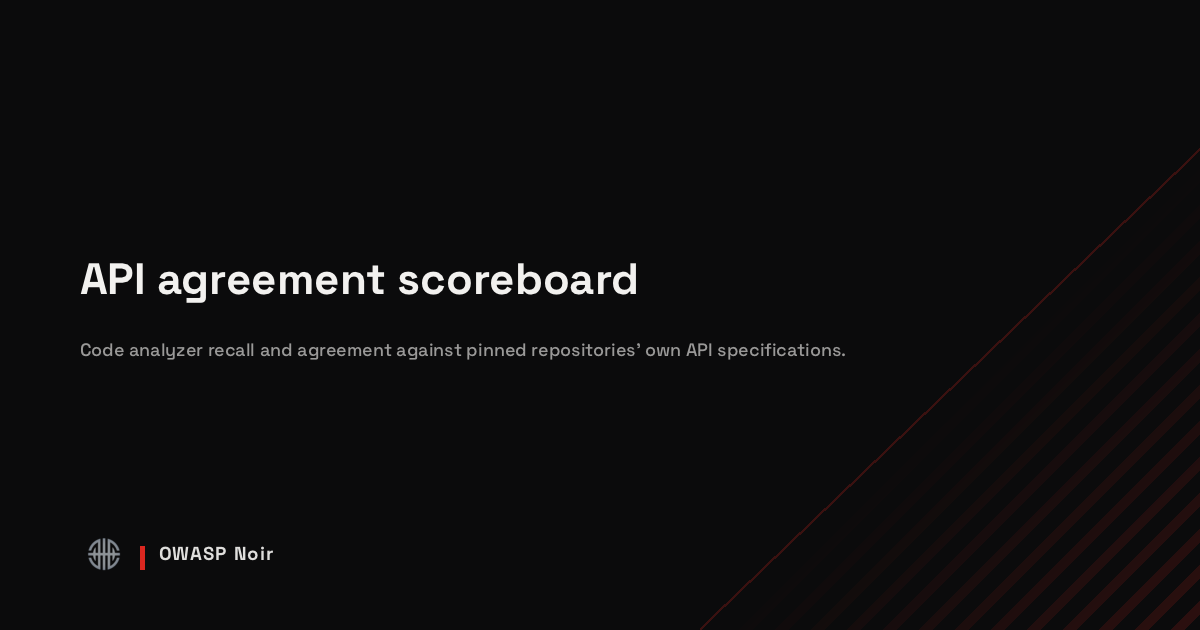 API agreement scoreboard
Code analyzer recall and agreement against pinned repositories’ own API specifications.
OWASP Noir